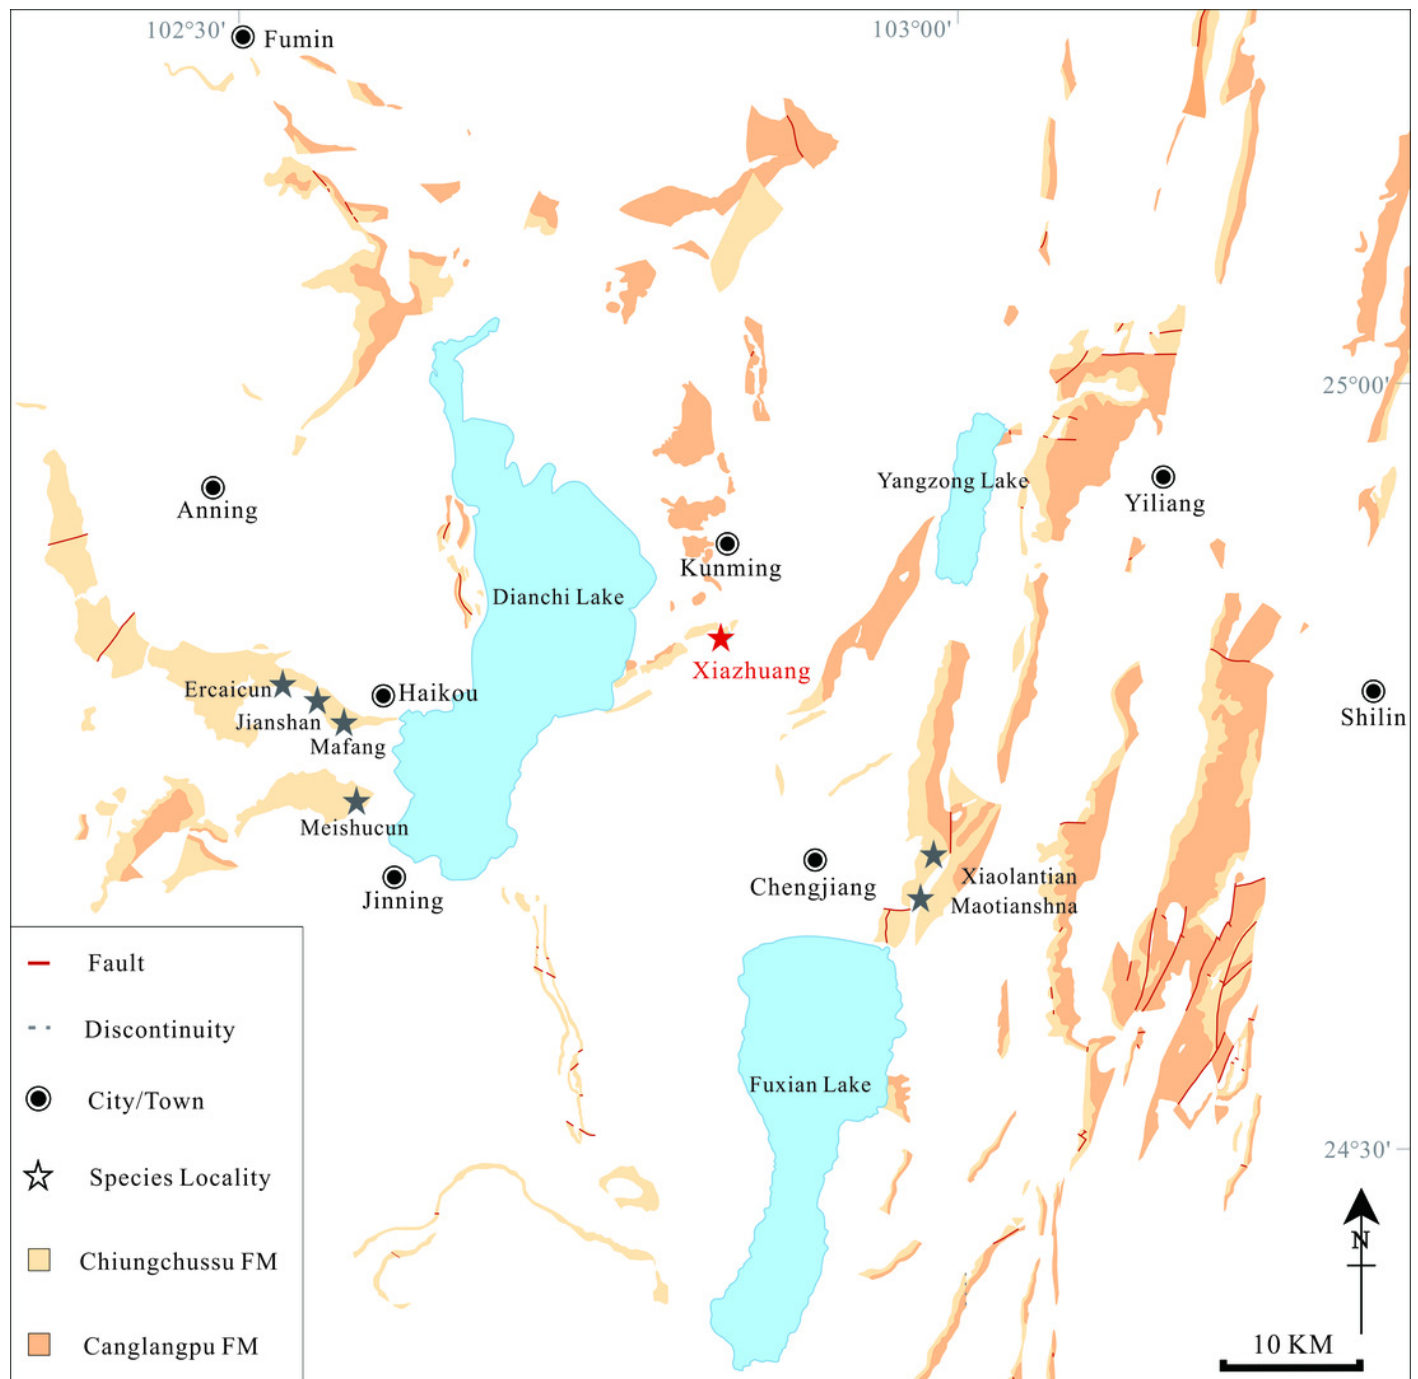 102°30'
103°00'
Fumin
25°00'
Yangzong Lake
Anning
Yiliang
Kunming
Dianchi Lake
Xiazhuang
Ercaicun
Haikou
Jianshan
Shilin
Mafang
Meishucun
Xiaolantian
Chengjiang
Jinning
Maotianshna
Fault
Discontinuity
Fuxian Lake
City/Town
24°30'
Species Locality
N
Chiungchussu FM
Canglangpu FM
10 KM